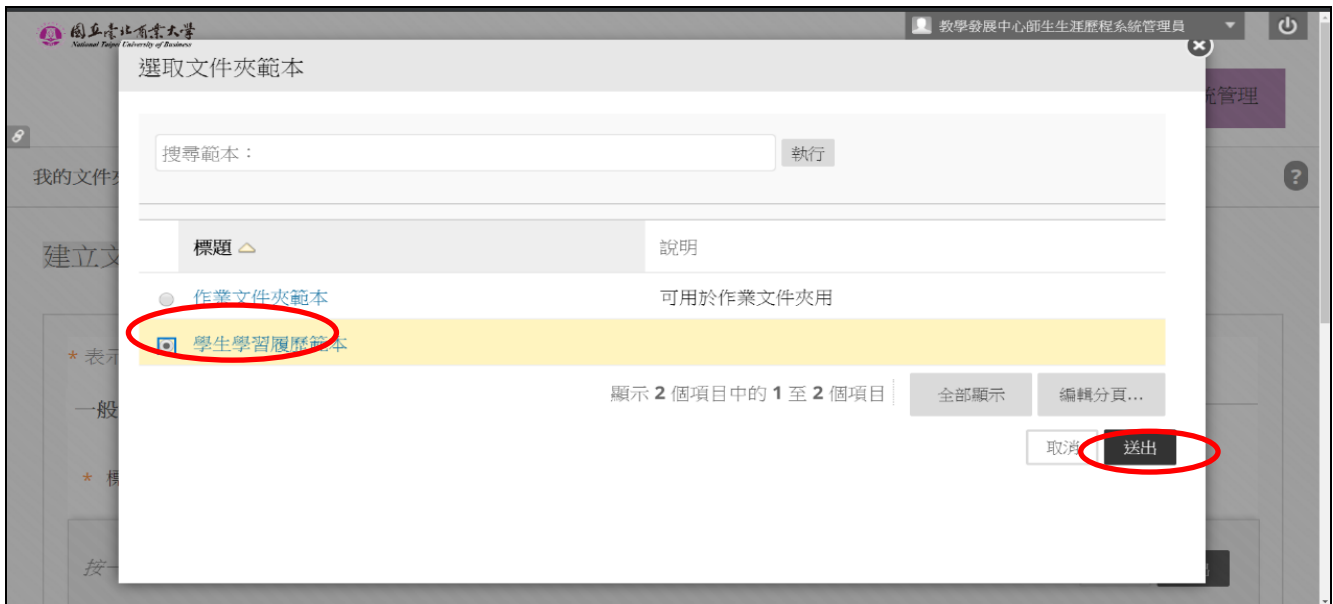 國立臺北商業大學
National Taipei University of Business
教學發展中心師生生涯歷程系統管理員
選取文件夾範本
統管理
搜尋範本：
執行
我的文件夾
?
建立文
標題 說明
作業文件夾範本 可用於作業文件夾用
學生學習履歷範本
* 表示
顯示 2 個項目中的 1 至 2 個項目 全部顯示 編輯分頁...
一般
取消 送出
* 標
按一